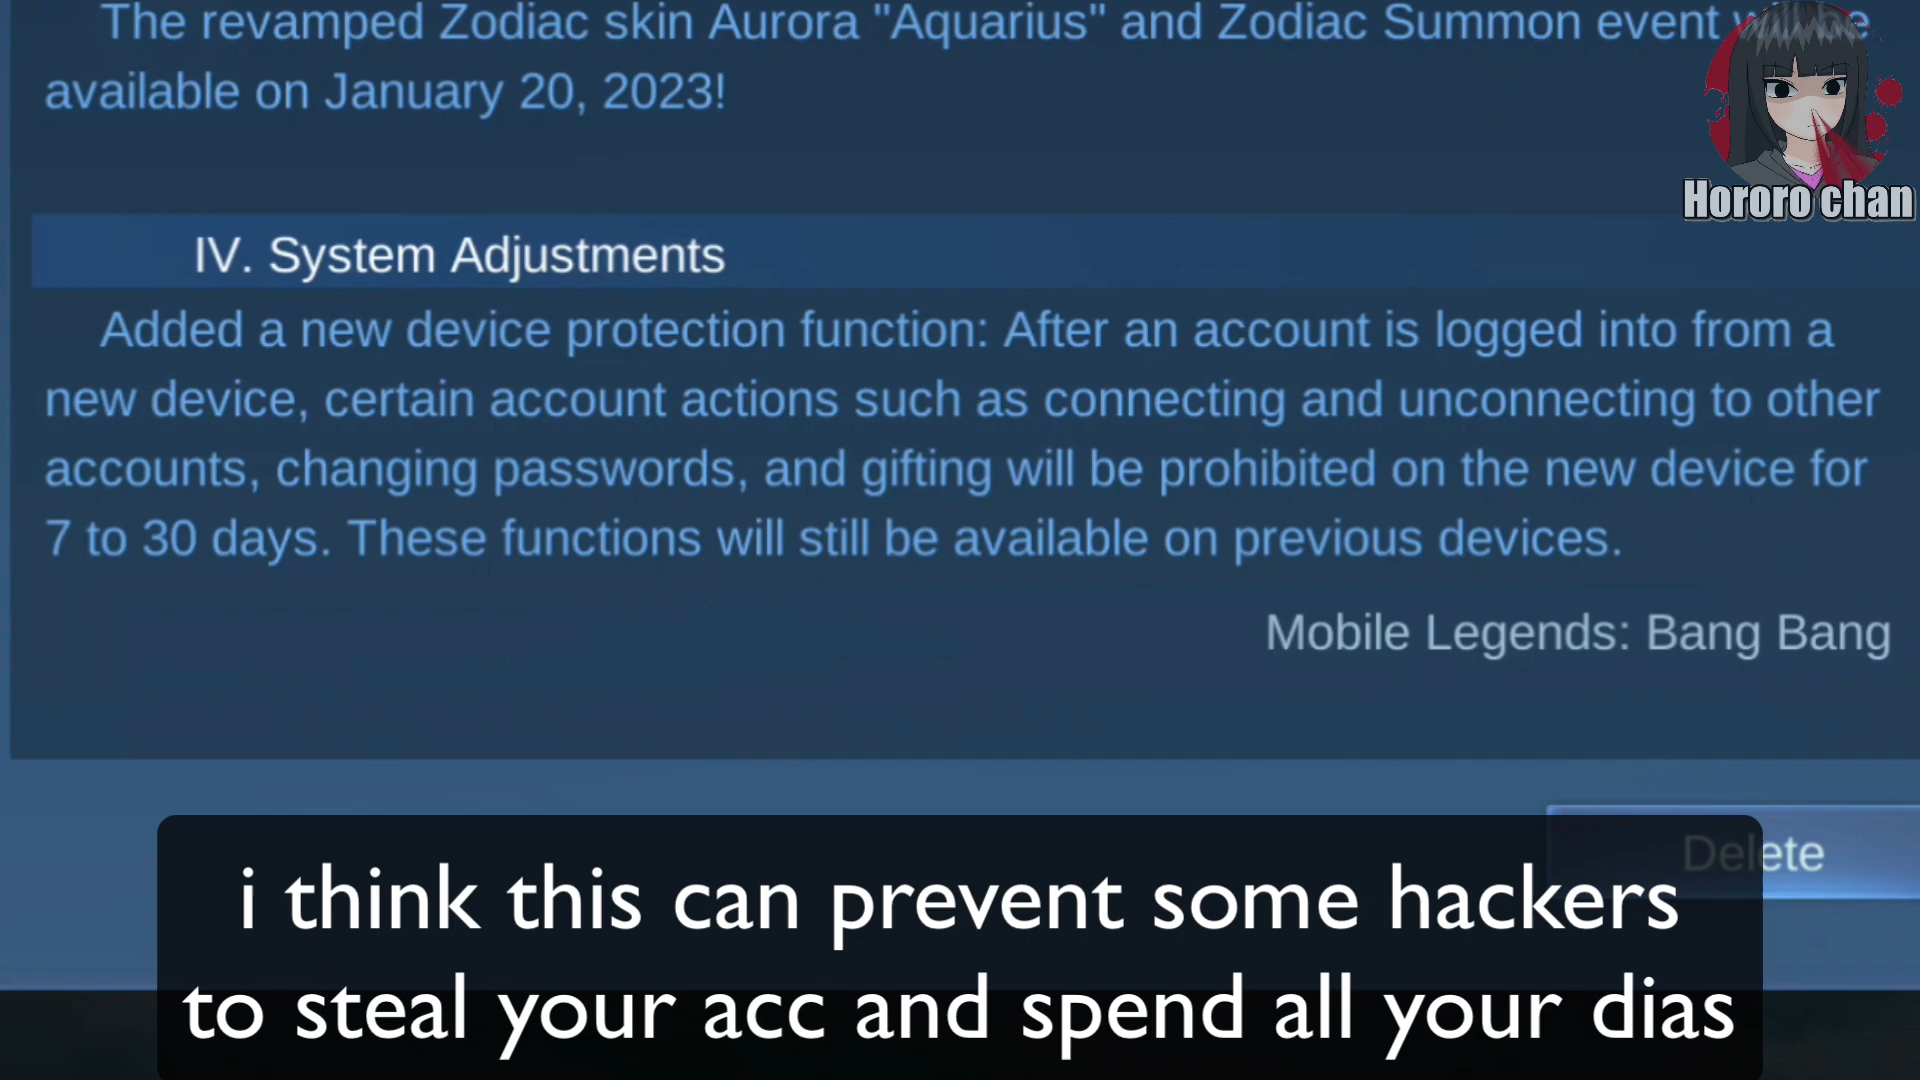 The revamped Zodiac skin Aurora "Aquarius" and Zodiac Summon event will be
available on January 20, 2023!
Hororo chan
IV. System Adjustments
Added a new device protection function: After an account is logged into from a
new device, certain account actions such as connecting and unconnecting to other
accounts, changing passwords, and gifting will be prohibited on the new device for
7 to 30 days. These functions will still be available on previous devices.
Mobile Legends: Bang Bang
Delete
i think this can prevent some hackers
to steal your acc and spend all your dias